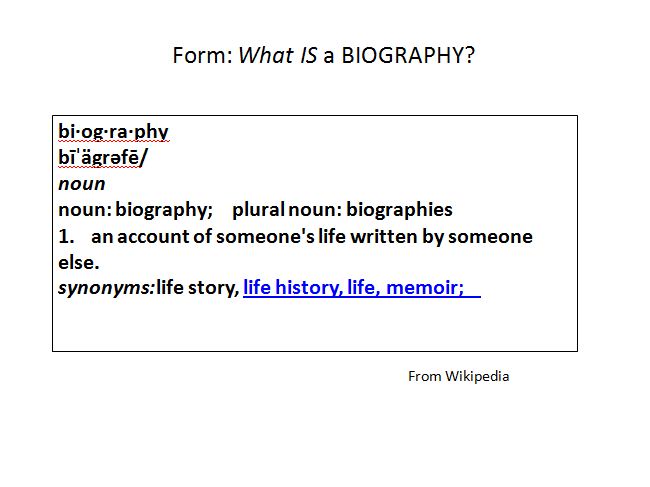 Form: What IS a BIOGRAPHY?
bi·og·ra·phy
bīˈägrəfē/
noun
noun: biography;    plural noun: biographies
1.   an account of someone's life written by someone
else.
synonyms:life story, life history, life, memoir;
From Wikipedia